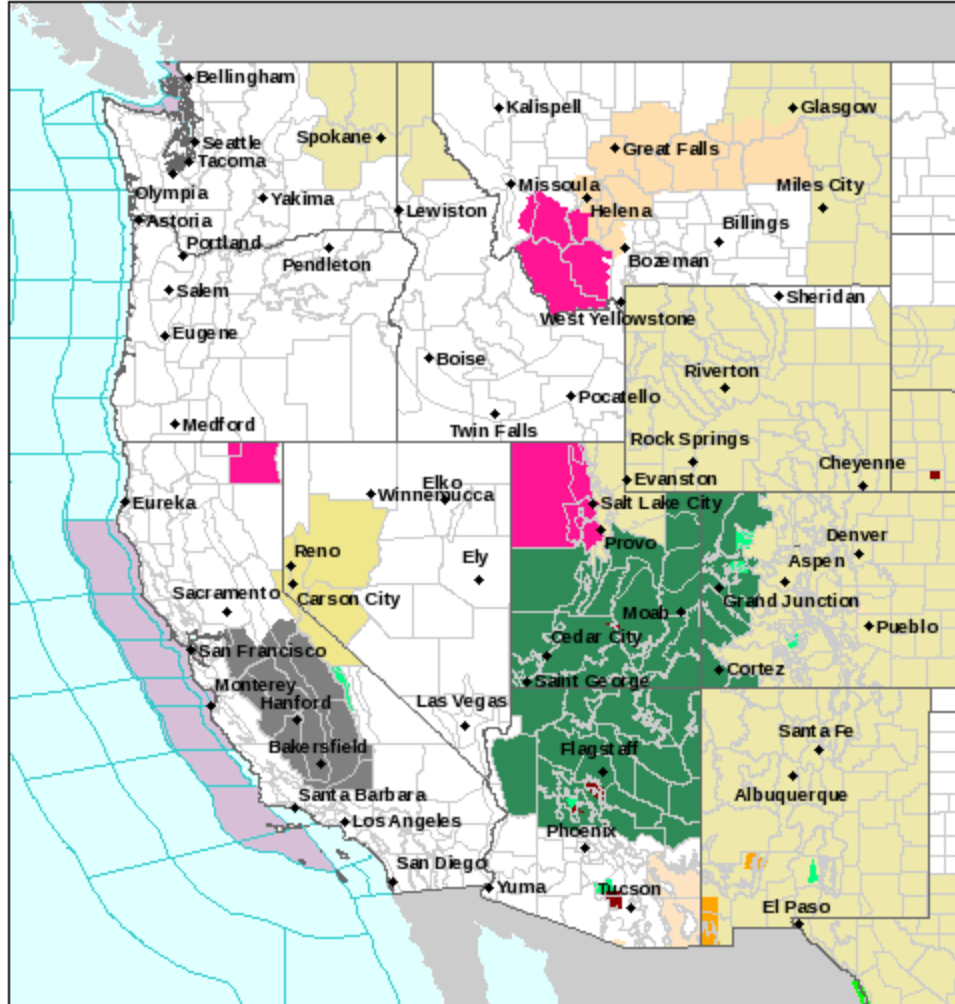 Bellingham
Kalispell
Glasgow
Spokane
Seattle
Great Falls
Tacoma
Missoula
Miles City
Olympia
Yakima
Lewiston
Helena
Astoria
Billings
Portland
Pendleton
Bozeman
Salem
Sheridan
West Yellowstone
Eugene
Boise
Riverton
Pocatello
Medford
Twin Falls
Rock Springs
Cheyenne
Elko
Evanston
Winnemucca
Eureka
Salt Lake City
Provo
Denver
Reno
Ely
Aspen
Sacramento
Carson City
Grand Junction
Moab
Pueblo
Cedar City
San Francisco
Cortez
Saint George
Monterey
Hanford
Las Vegas
Santa Fe
Bakersfield
Flagstaff
Albuquerque
Santa Barbara
Los Angeles
Phoenix
San Diego
Yuma
Tucson
El Paso